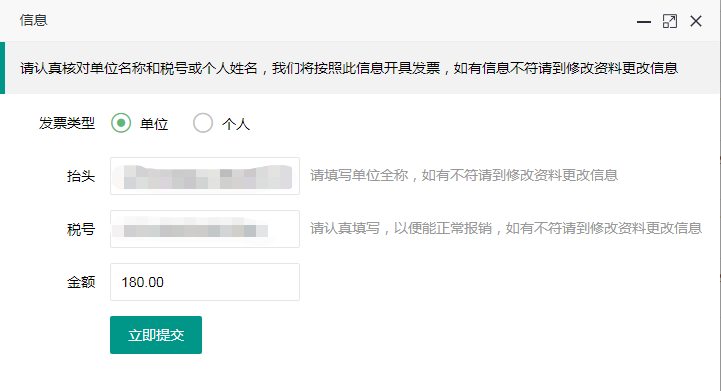 信息
请认真核对单位名称和税号或个人姓名，我们将按照此信息开具发票，如有信息不符请到修改资料更改信息
发票类型 单位 个人
抬头 请填写单位全称，如有不符请到修改资料更改信息
税号 请认真填写，以便能正常报销，如有不符请到修改资料更改信息
金额 180.00
立即提交